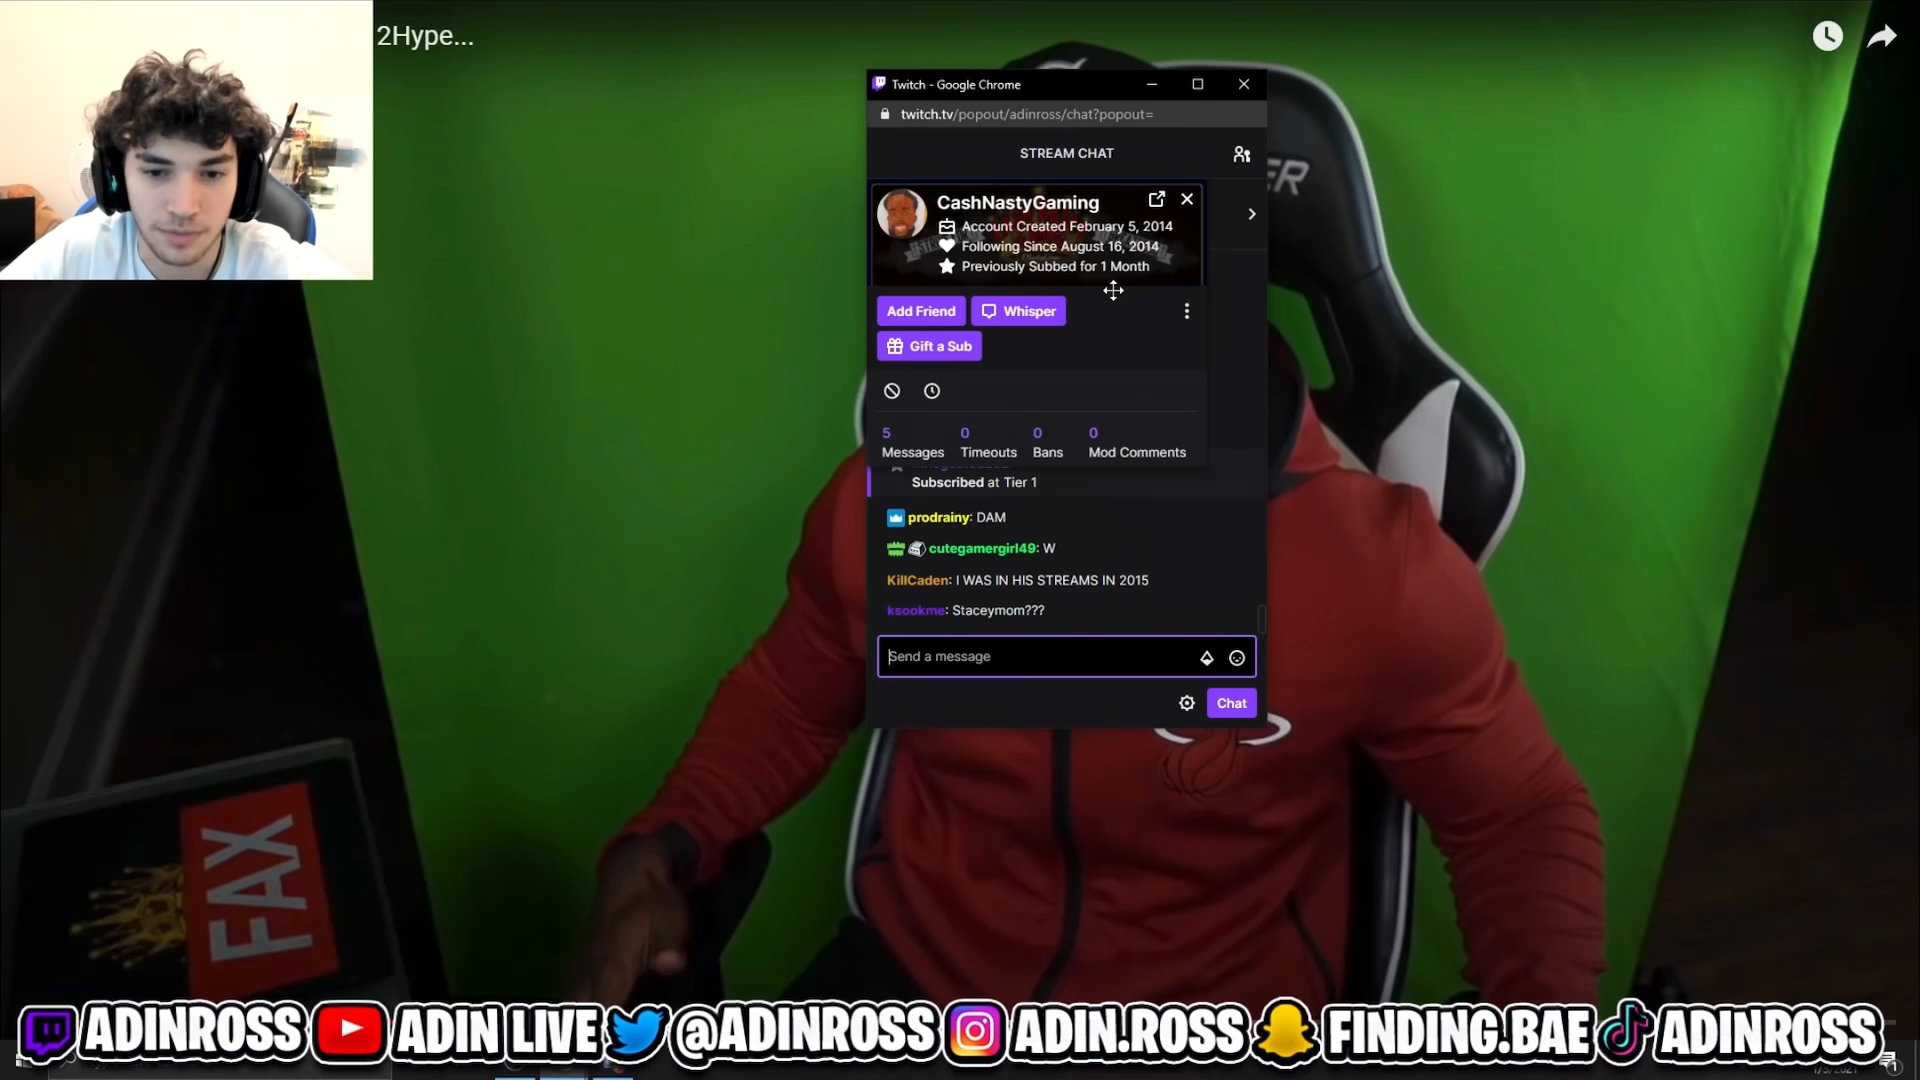 2Hype...
Twitch - Google Chrome
twitch.tv/popout/adinross/chat?popout=
STREAM CHAT
CashNastyGaming
Account Created February 5, 2014
Following Since August 16, 2014
Previously Subbed for 1 Month
Add Friend
Whisper
Gift a Sub
5 0 0 0
Messages Timeouts Bans Mod Comments
Subscribed at Tier 1
prodrainy: DAM
cutegamergirl49: W
KillCaden: I WAS IN HIS STREAMS IN 2015
ksookme: Staceymom???
Send a message
Chat
FAX
ADINROSS ADIN LIVE @ADINROSS ADIN.ROSS FINDING.BAE ADINROSS